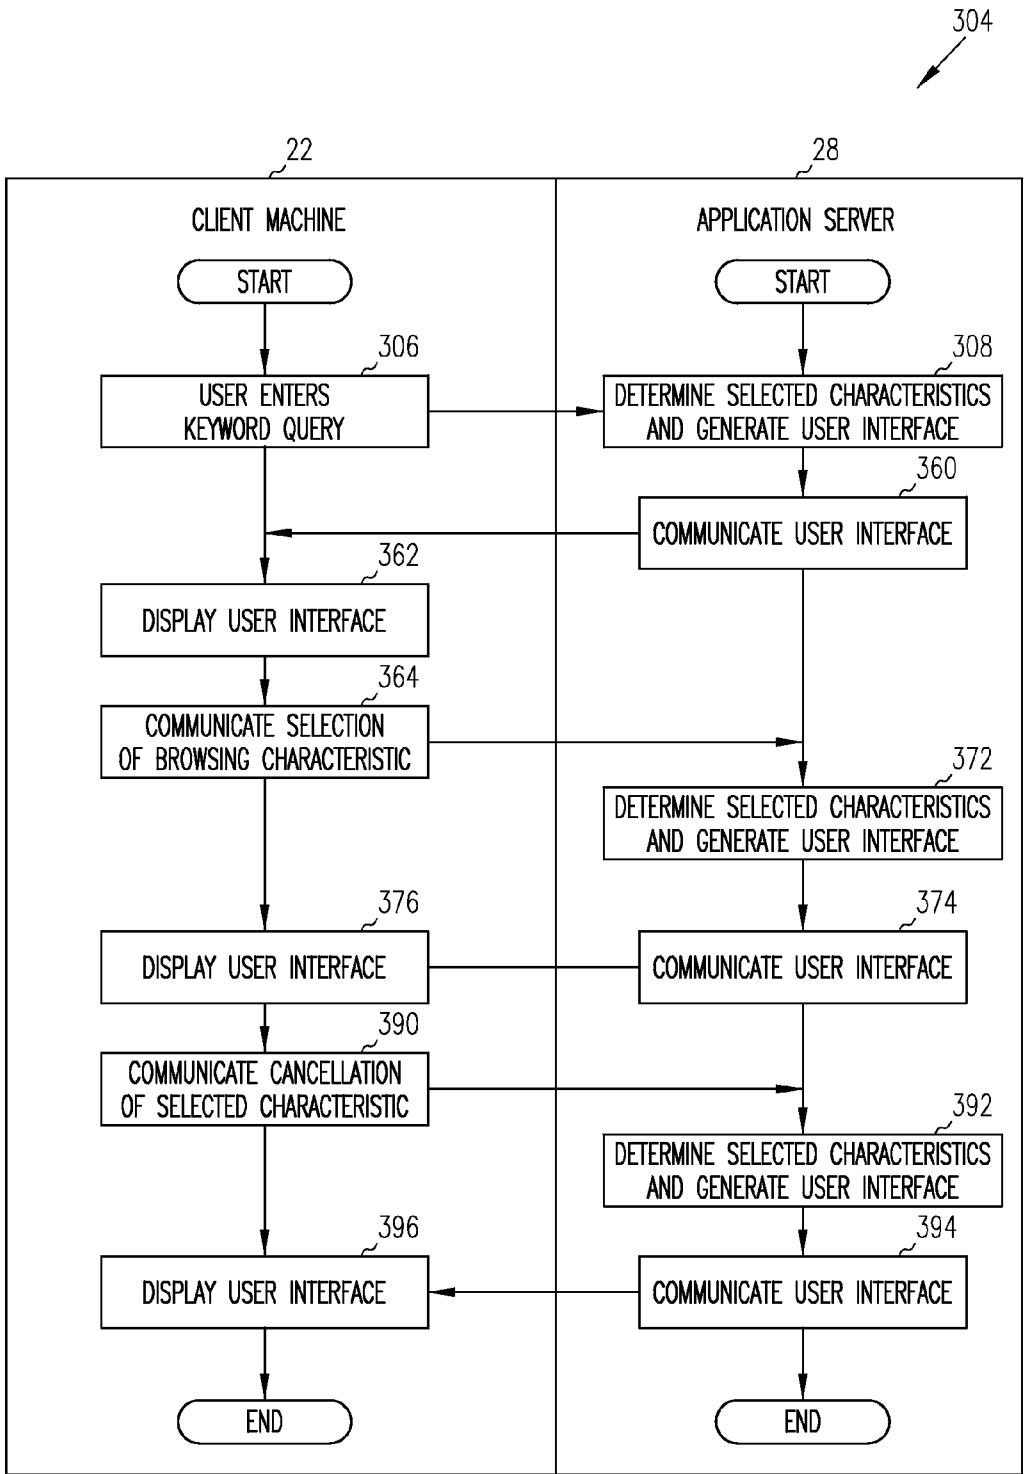 304
22
28
CLIENT MACHINE
APPLICATION SERVER
START
START
306
308
USER ENTERS
KEYWORD QUERY
DETERMINE SELECTED CHARACTERISTICS
AND GENERATE USER INTERFACE
360
COMMUNICATE USER INTERFACE
362
DISPLAY USER INTERFACE
364
COMMUNICATE SELECTION
OF BROWSING CHARACTERISTIC
372
DETERMINE SELECTED CHARACTERISTICS
AND GENERATE USER INTERFACE
376
374
DISPLAY USER INTERFACE
COMMUNICATE USER INTERFACE
390
COMMUNICATE CANCELLATION
OF SELECTED CHARACTERISTIC
392
DETERMINE SELECTED CHARACTERISTICS
AND GENERATE USER INTERFACE
396
394
DISPLAY USER INTERFACE
COMMUNICATE USER INTERFACE
END
END